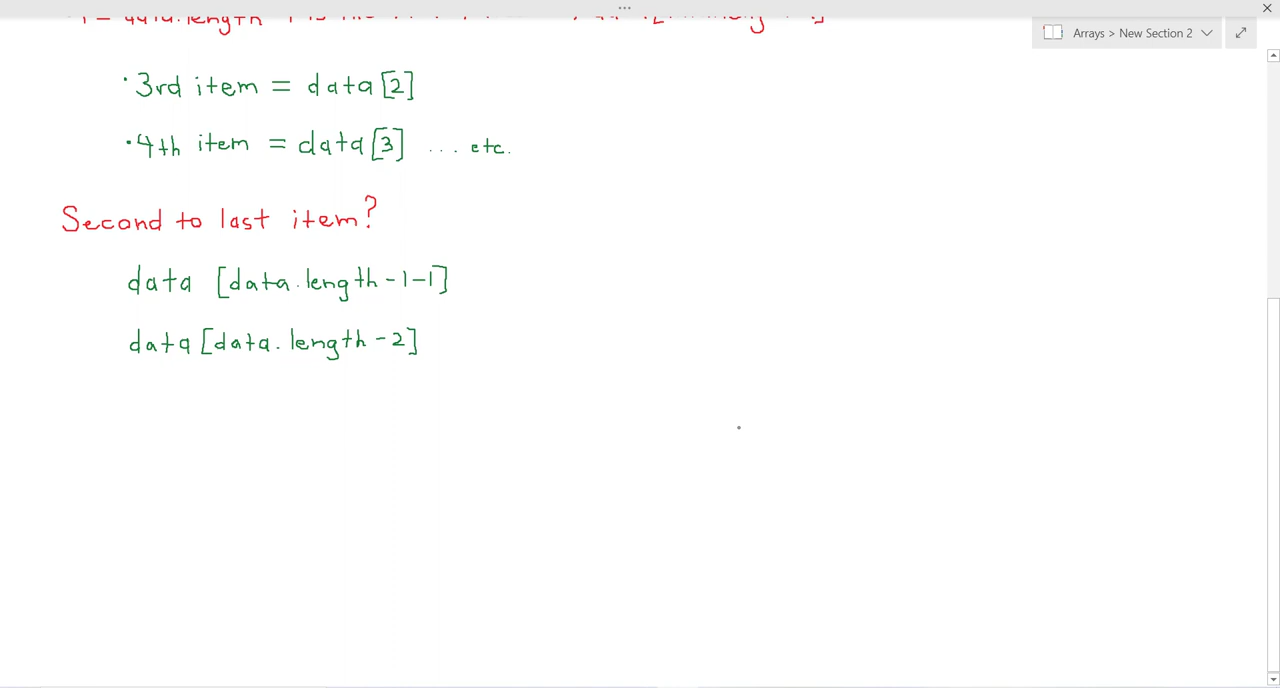 Arrays > New Section 2
• 3rd item = data[2]
• 4th item = data[3] ... etc.
Second to last item?
data [data.length-1-1]
data[data.length-2]